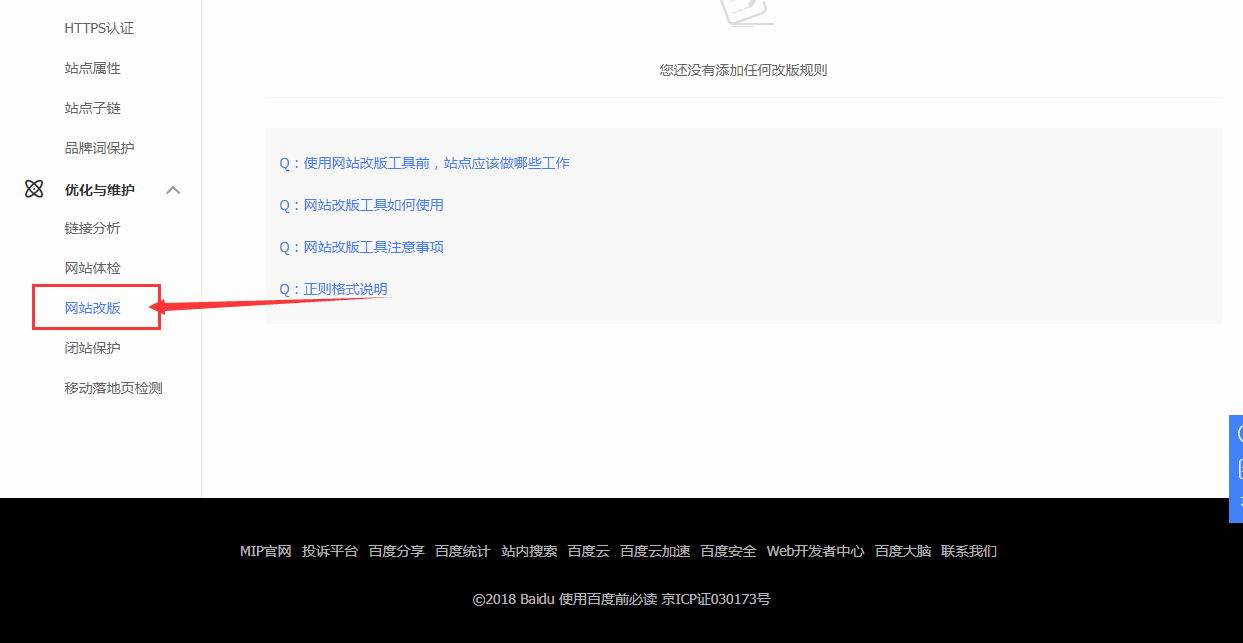 HTTPS认证
站点属性
站点子链
品牌词保护
优化与维护
链接分析
网站体检
网站改版
闭站保护
移动落地页检测
您还没有添加任何改版规则
Q：使用网站改版工具前，站点应该做哪些工作
Q：网站改版工具如何使用
Q：网站改版工具注意事项
Q：正则格式说明
MIP官网 投诉平台 百度分享 百度统计 站内搜索 百度云 百度云加速 百度安全 Web开发者中心 百度大脑 联系我们
©2018 Baidu 使用百度前必读 京ICP证030173号